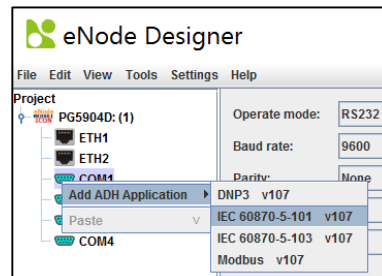 eNode Designer
File Edit View Tools Settings Help
Project
PG5904D: (1)
ETH1
ETH2
COM1
COM4
Operate mode: RS232
Baud rate: 9600
Parity: None
Add ADH Application
Paste V
DNP3 v107
IEC 60870-5-101 v107
IEC 60870-5-103 v107
Modbus v107